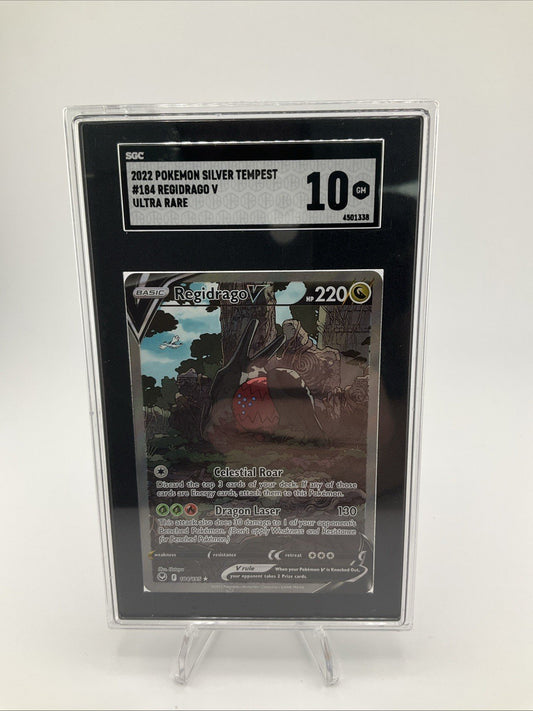 SGC
2022 POKEMON SILVER TEMPEST
#184 REGIDRAGO V
ULTRA RARE
10 GM
4501338
BASIC Regidrago V HP 220
Celestial Roar
Discard the top 3 cards of your deck. If any of those
cards are Energy cards, attach them to this Pokémon.
Dragon Laser 130
This attack also does 30 damage to 1 of your opponent's
Benched Pokémon. (Don't apply Weakness and Resistance
for Benched Pokémon.)
weakness resistance retreat
V rule When your Pokémon V is Knocked Out,
your opponent takes 2 Prize cards.
184/195